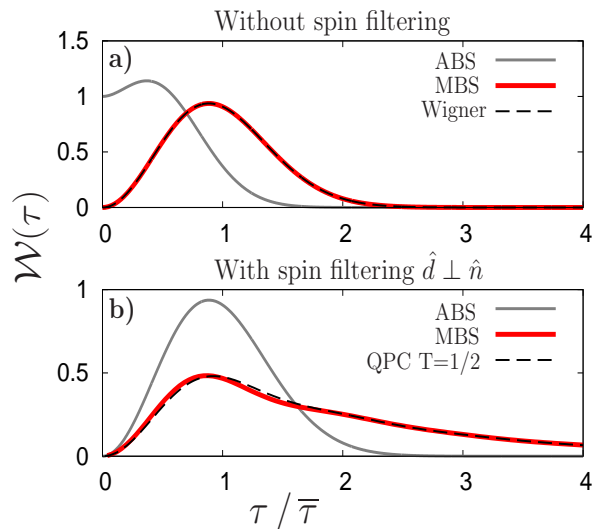 Without spin filtering
1.5
a)
ABS
MBS
Wigner
1
0.5
0
0 1 2 3 4
W(τ)
With spin filtering d̂ ⊥ n̂
1
b)
ABS
MBS
QPC T=1/2
0.5
0
0 1 2 3 4
τ / τ̅